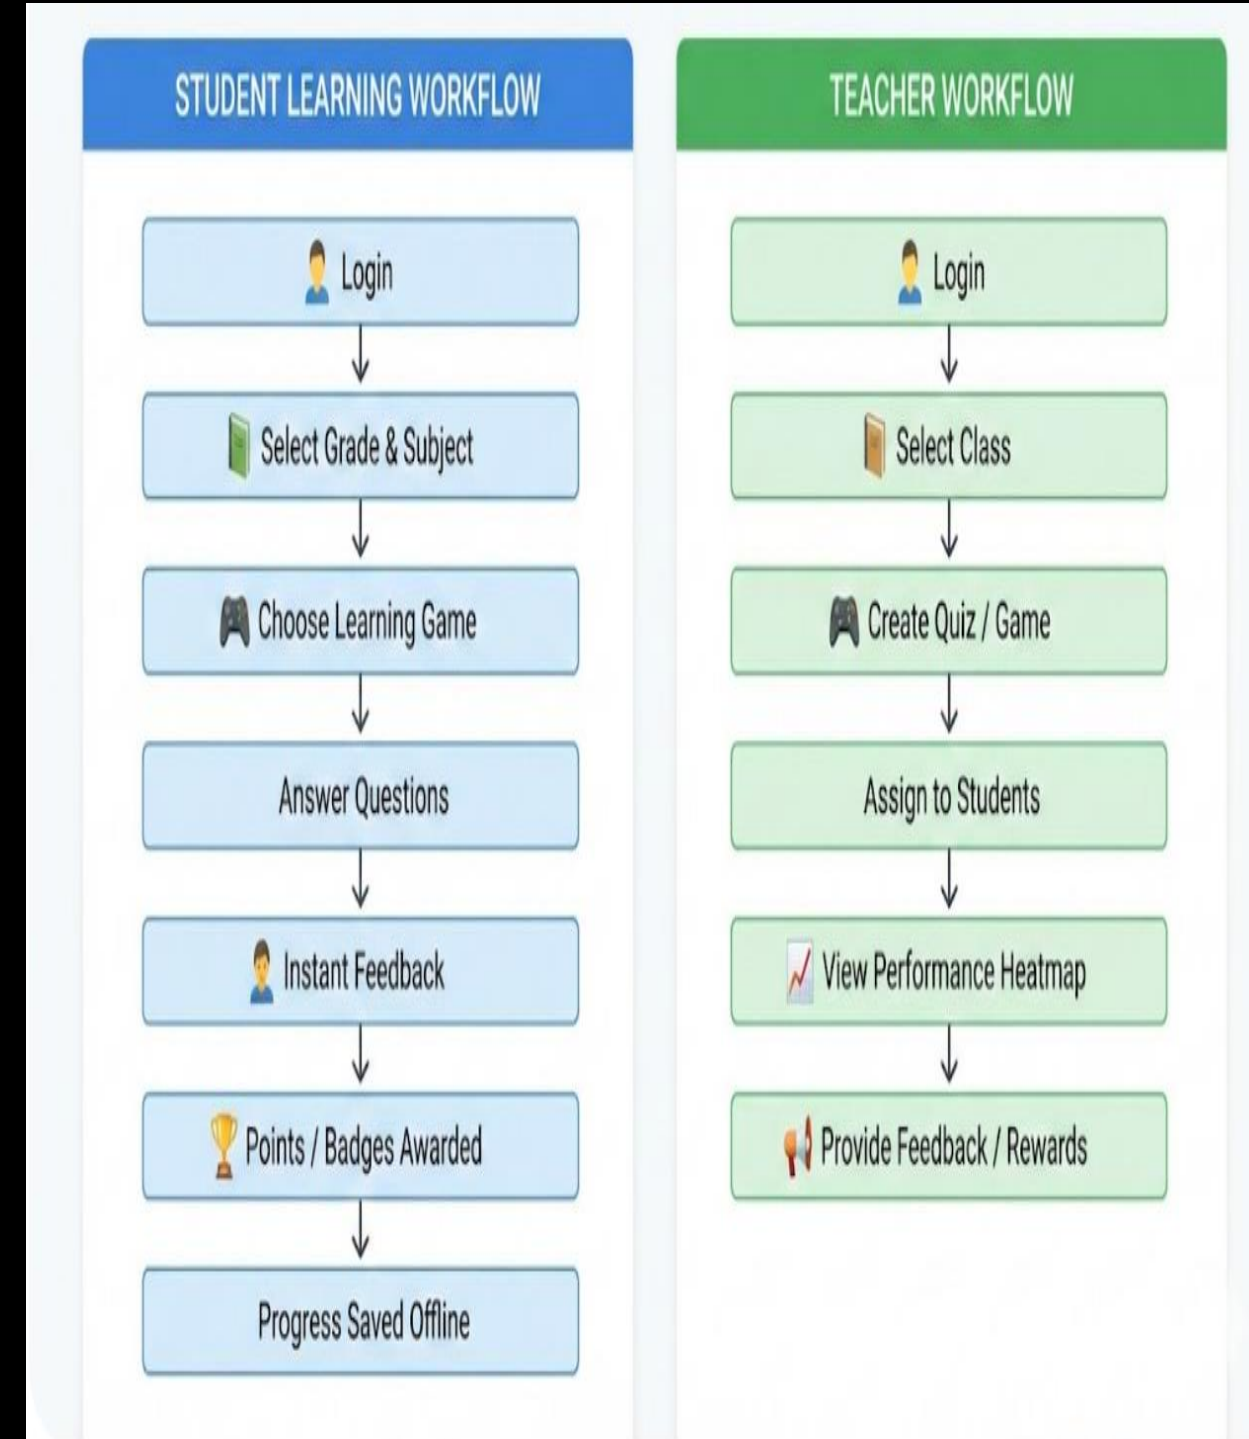 STUDENT LEARNING WORKFLOW
Login
Select Grade & Subject
Choose Learning Game
Answer Questions
Instant Feedback
Points / Badges Awarded
Progress Saved Offline
TEACHER WORKFLOW
Login
Select Class
Create Quiz / Game
Assign to Students
View Performance Heatmap
Provide Feedback / Rewards